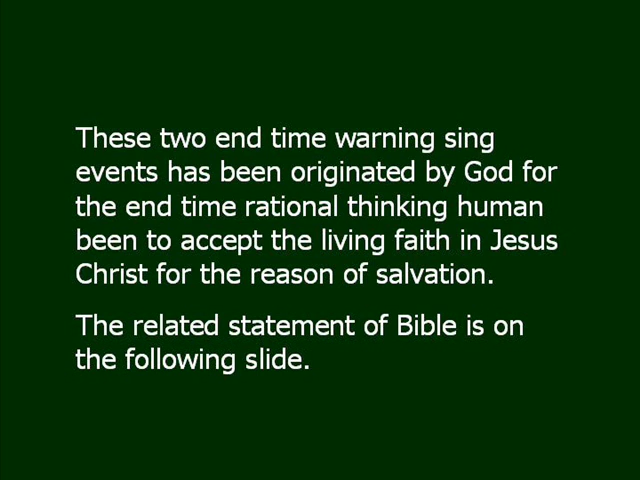 These two end time warning sing
events has been originated by God for
the end time rational thinking human
been to accept the living faith in Jesus
Christ for the reason of salvation.
The related statement of Bible is on
the following slide.